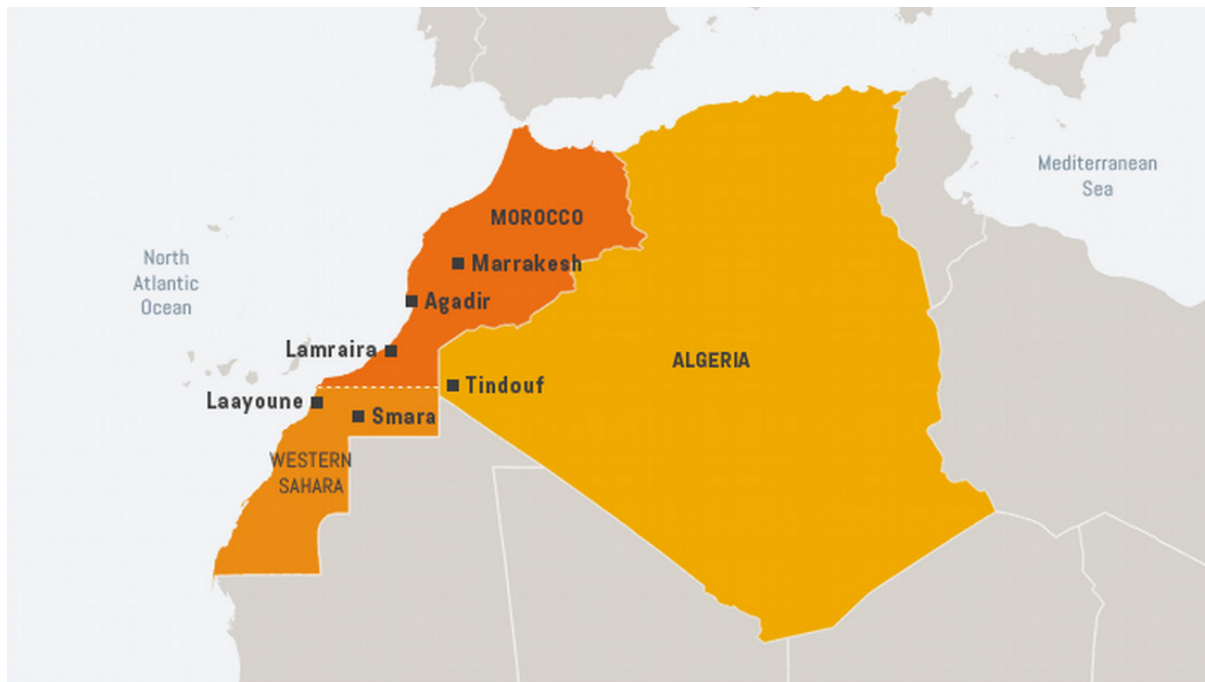 Mediterranean
Sea
MOROCCO
North
Atlantic
Ocean
Marrakesh
Agadir
Lamraira
ALGERIA
Tindouf
Laayoune
Smara
WESTERN
SAHARA